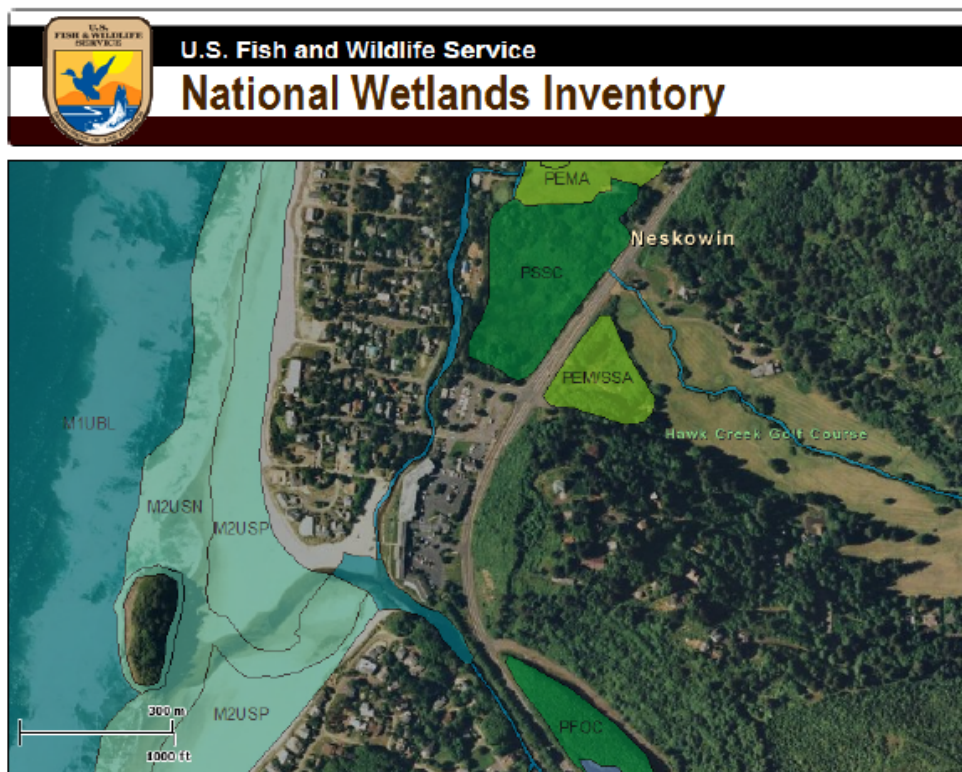 U.S.
FISH & WILDLIFE
SERVICE
U.S. Fish and Wildlife Service
National Wetlands Inventory
PEMA
Neskowin
PSSC
PEM/SSA
M1UBL
Hawk Creek Golf Course
M2USN
M2USP
300 m
M2USP
PFOC
1000 ft